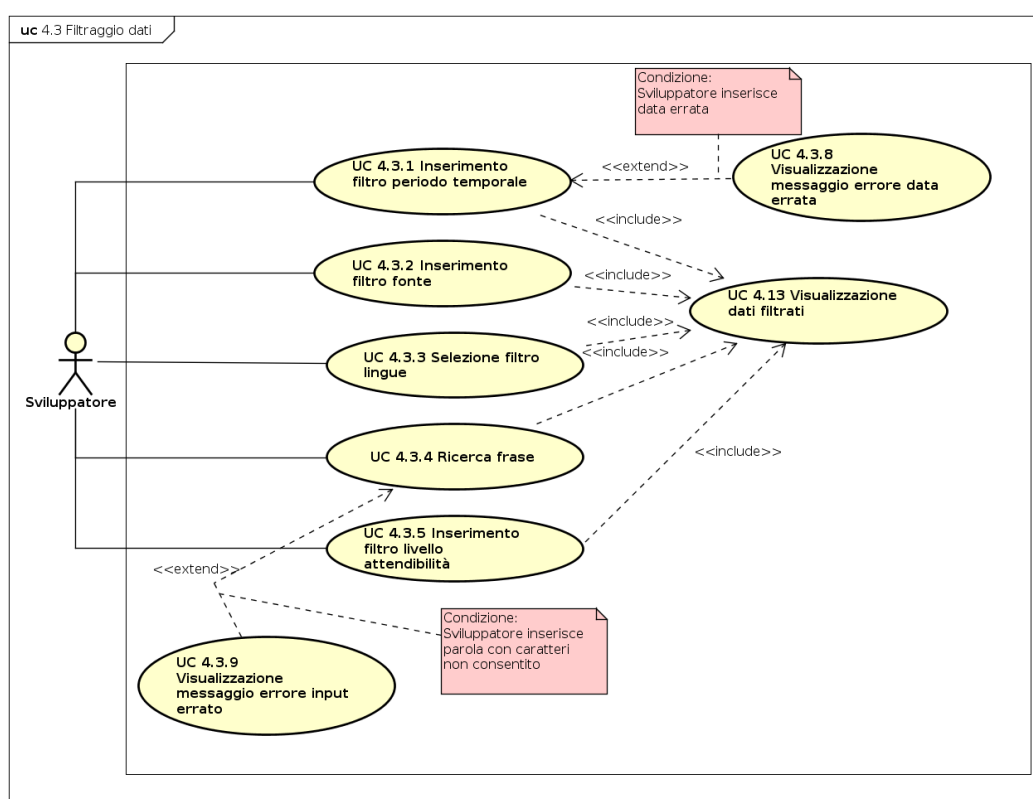 uc 4.3 Filtraggio dati
Condizione:
Sviluppatore inserisce
data errata
UC 4.3.1 Inserimento
filtro periodo temporale
<<extend>>
UC 4.3.8
Visualizzazione
messaggio errore data
errata
<<include>>
UC 4.3.2 Inserimento
filtro fonte
<<include>>
UC 4.13 Visualizzazione
dati filtrati
<<include>>
<<include>>
UC 4.3.3 Selezione filtro
lingue
Sviluppatore
UC 4.3.4 Ricerca frase
<<include>>
UC 4.3.5 Inserimento
filtro livello
attendibilità
<<extend>>
Condizione:
Sviluppatore inserisce
parola con caratteri
non consentito
UC 4.3.9
Visualizzazione
messaggio errore input
errato